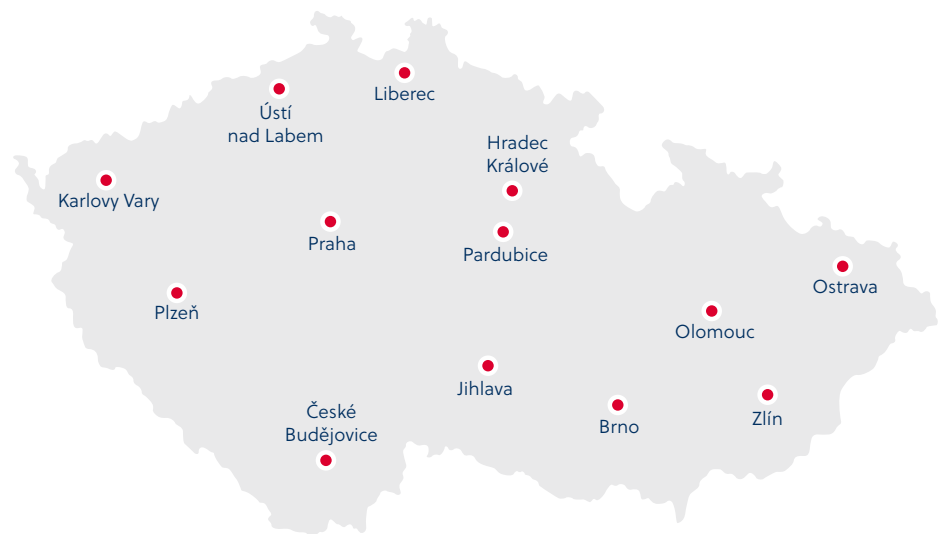 Liberec
Ústí
nad Labem
Hradec
Králové
Karlovy Vary
Praha
Pardubice
Ostrava
Plzeň
Olomouc
Jihlava
České
Budějovice
Zlín
Brno